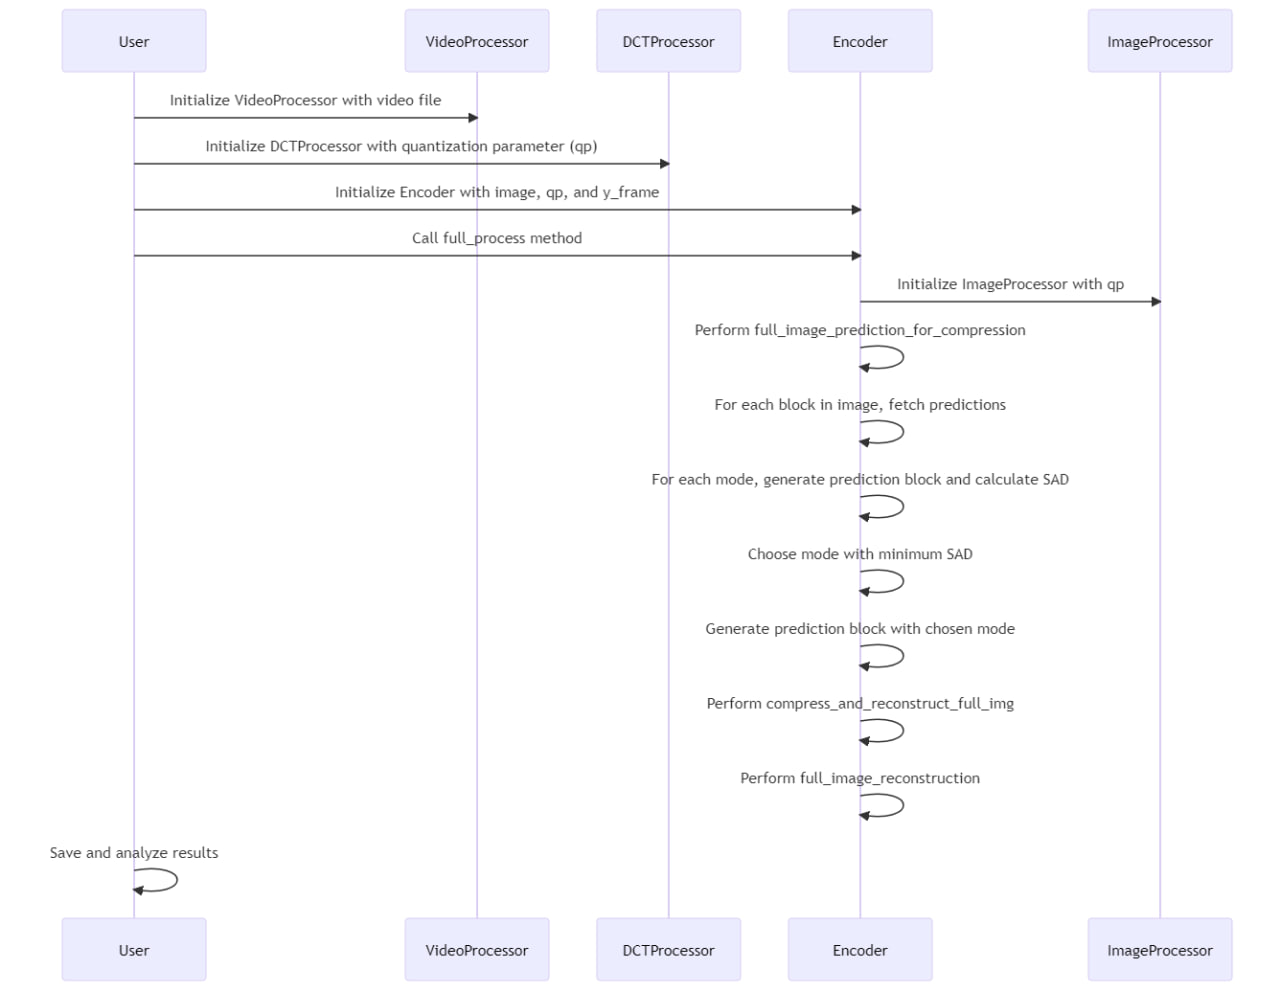 User
VideoProcessor
DCTProcessor
Encoder
ImageProcessor
Initialize VideoProcessor with video file
Initialize DCTProcessor with quantization parameter (qp)
Initialize Encoder with image, qp, and y_frame
Call full_process method
Initialize ImageProcessor with qp
Perform full_image_prediction_for_compression
For each block in image, fetch predictions
For each mode, generate prediction block and calculate SAD
Choose mode with minimum SAD
Generate prediction block with chosen mode
Perform compress_and_reconstruct_full_img
Perform full_image_reconstruction
Save and analyze results
User
VideoProcessor
DCTProcessor
Encoder
ImageProcessor